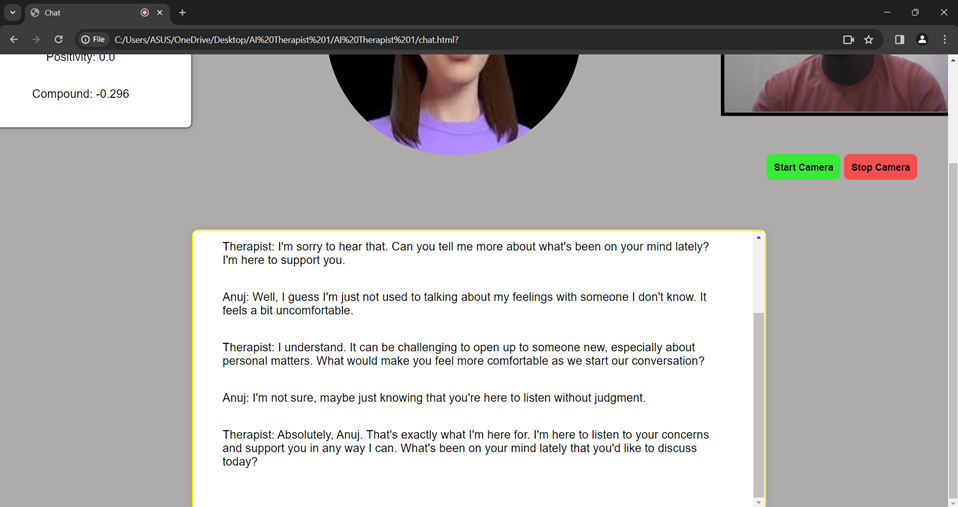 Chat
File
C:/Users/ASUS/OneDrive/Desktop/AI%20Therapist%201/AI%20Therapist%201/chat.html?
Positivity: 0.0
Compound: -0.296
Start Camera
Stop Camera
Therapist: I'm sorry to hear that. Can you tell me more about what's been on your mind lately?
I'm here to support you.
Anuj: Well, I guess I'm just not used to talking about my feelings with someone I don't know. It
feels a bit uncomfortable.
Therapist: I understand. It can be challenging to open up to someone new, especially about
personal matters. What would make you feel more comfortable as we start our conversation?
Anuj: I'm not sure, maybe just knowing that you're here to listen without judgment.
Therapist: Absolutely, Anuj. That's exactly what I'm here for. I'm here to listen to your concerns
and support you in any way I can. What's been on your mind lately that you'd like to discuss
today?